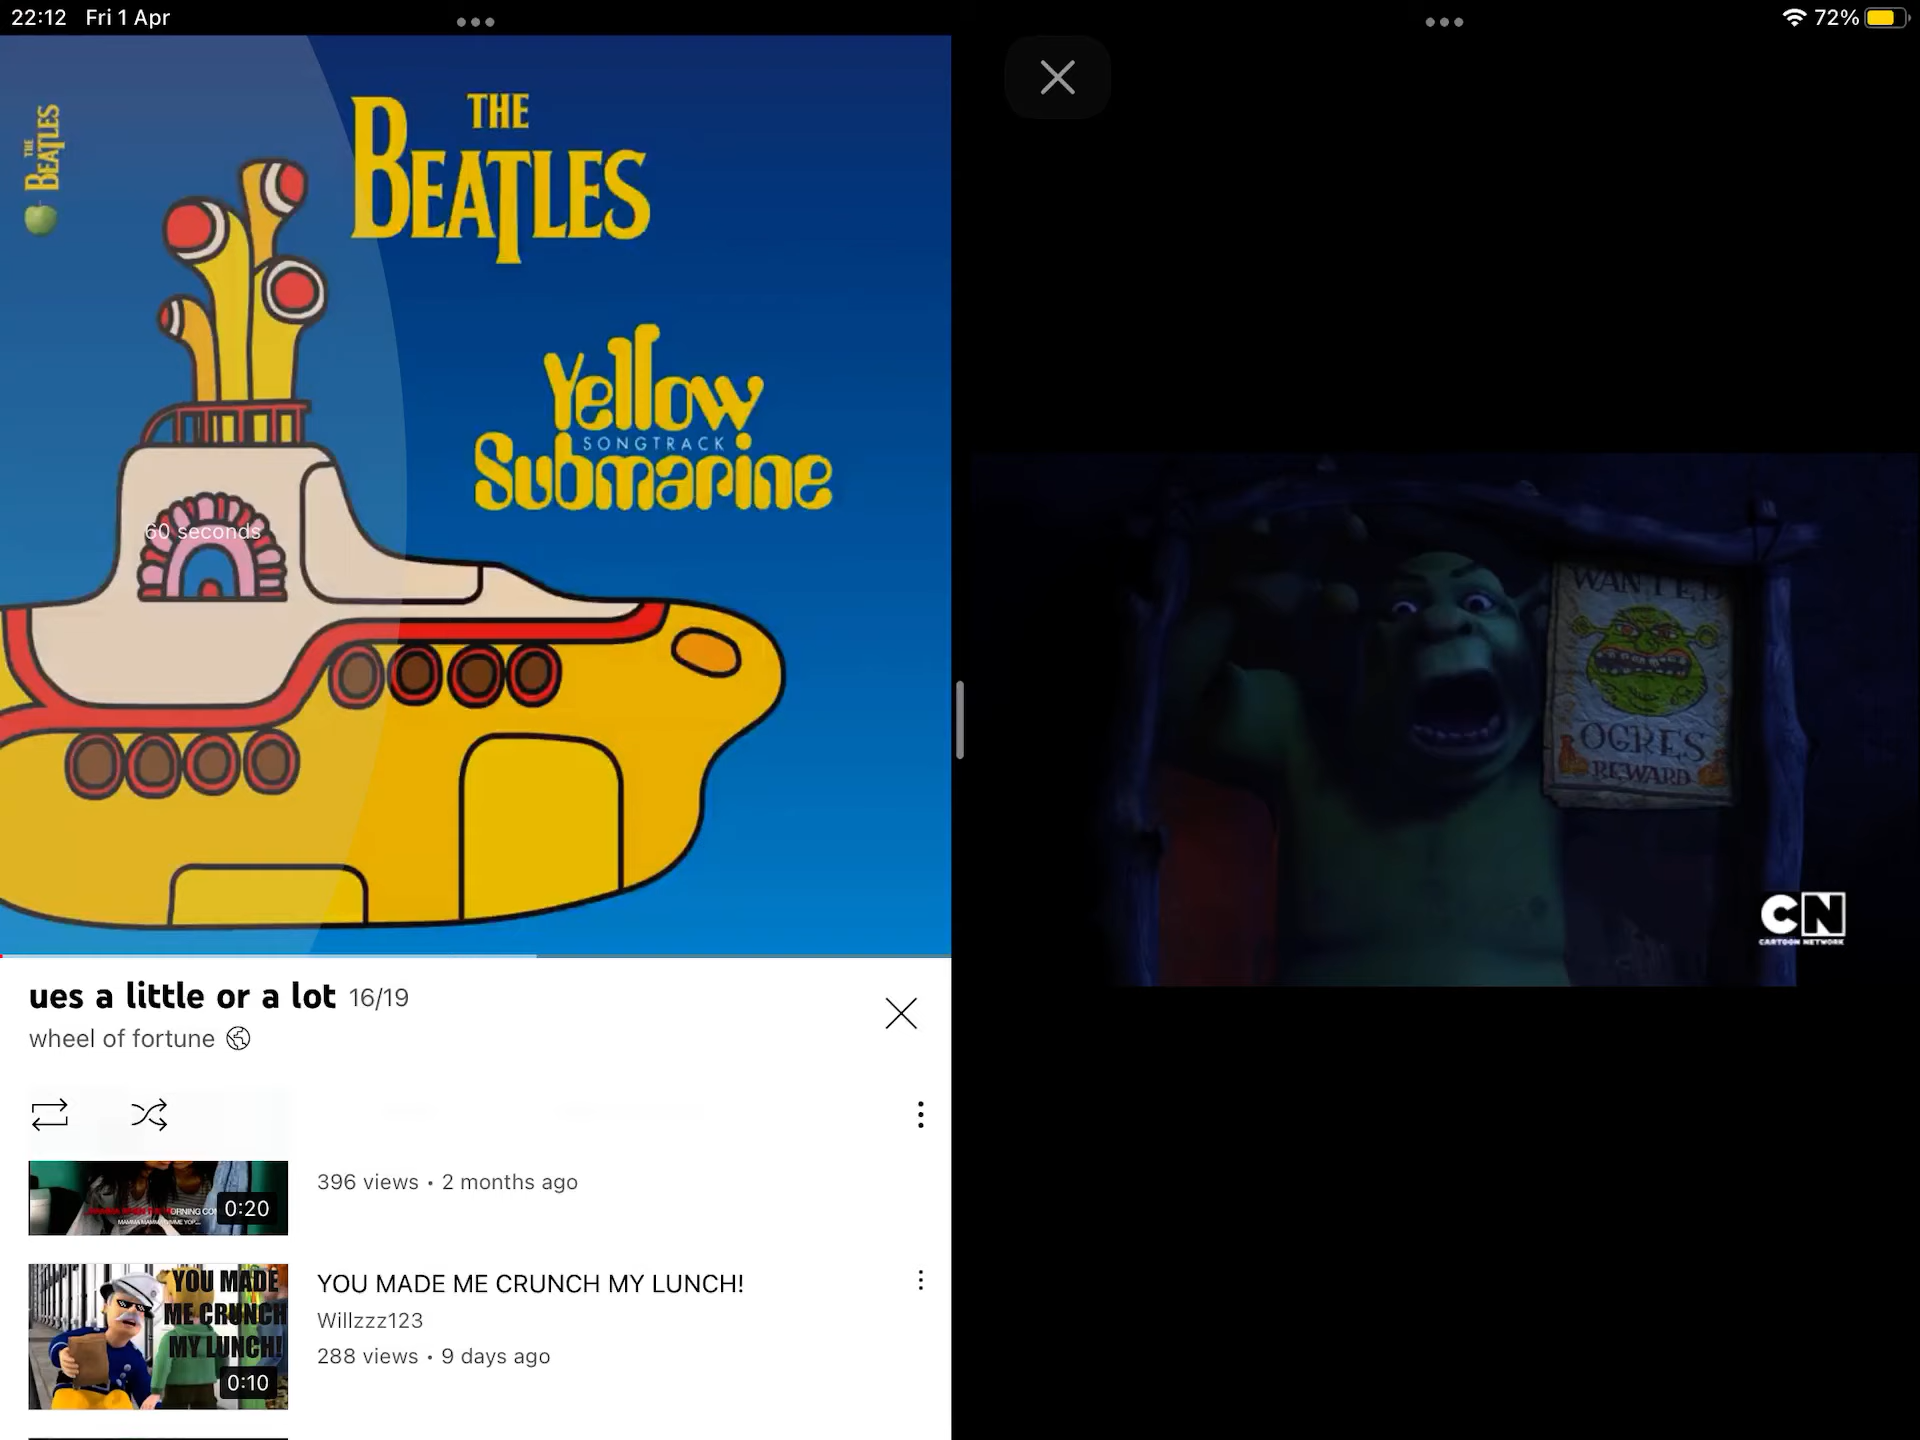 22:12 Fri 1 Apr
72%
THE
BEATLES
THE
BEATLES
Yellow
SONGTRACK
Submarine
60 seconds
WANTED
OGRES
REWARD
CN
CARTOON NETWORK
ues a little or a lot 16/19
wheel of fortune
396 views • 2 months ago
0:20
YOU MADE
ME CRUNCH
MY LUNCH!
0:10
YOU MADE ME CRUNCH MY LUNCH!
Willzzz123
288 views • 9 days ago